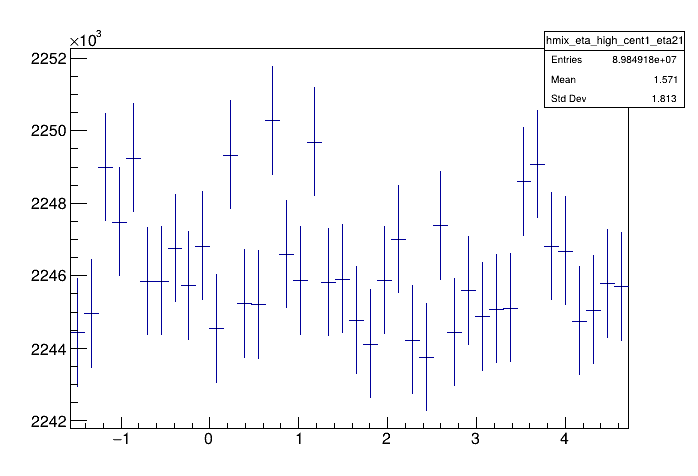 ×10³
hmix_eta_high_cent1_eta21
Entries 8.984918e+07
Mean 1.571
Std Dev 1.813
2252
2250
2248
2246
2244
2242
−1 0 1 2 3 4